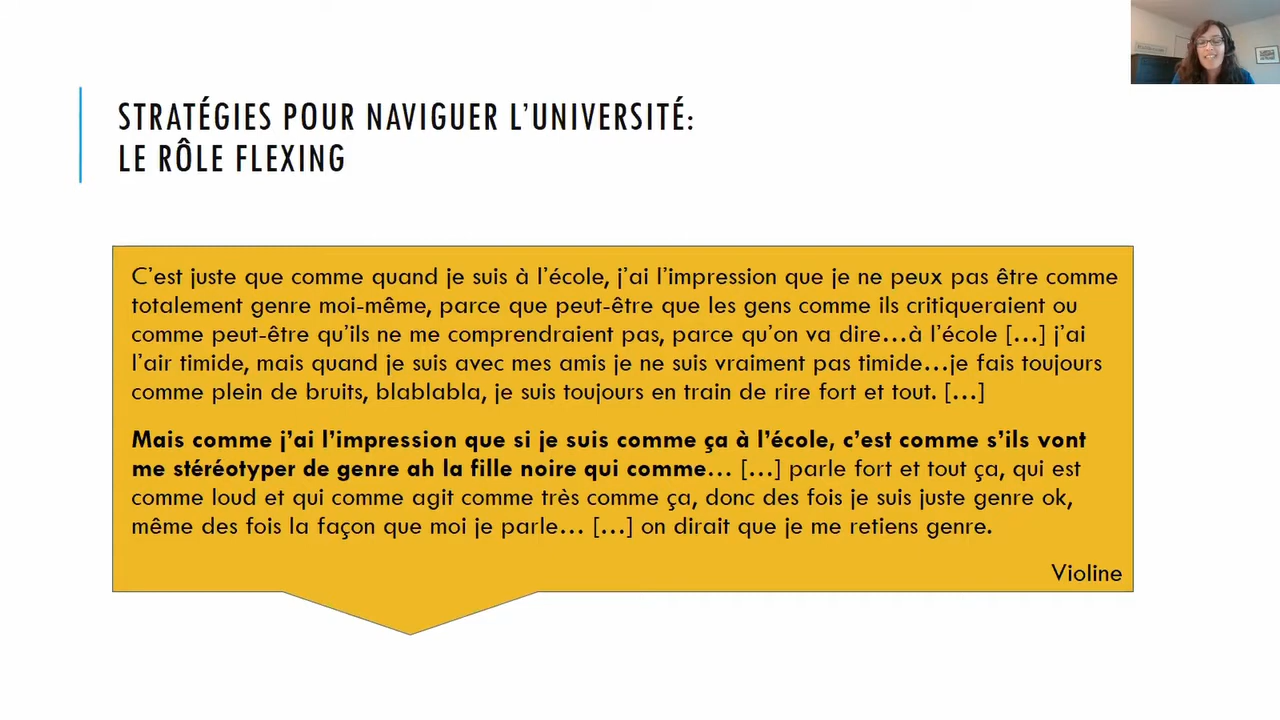 STRATÉGIES POUR NAVIGUER L'UNIVERSITÉ:
LE RÔLE FLEXING
C'est juste que comme quand je suis à l'école, j'ai l'impression que je ne peux pas être comme
totalement genre moi-même, parce que peut-être que les gens comme ils critiqueraient ou
comme peut-être qu'ils ne me comprendraient pas, parce qu'on va dire…à l'école […] j'ai
l'air timide, mais quand je suis avec mes amis je ne suis vraiment pas timide…je fais toujours
comme plein de bruits, blablabla, je suis toujours en train de rire fort et tout. […]
Mais comme j'ai l'impression que si je suis comme ça à l'école, c'est comme s'ils vont
me stéréotyper de genre ah la fille noire qui comme… […] parle fort et tout ça, qui est
comme loud et qui comme agit comme très comme ça, donc des fois je suis juste genre ok,
même des fois la façon que moi je parle… […] on dirait que je me retiens genre.
Violine